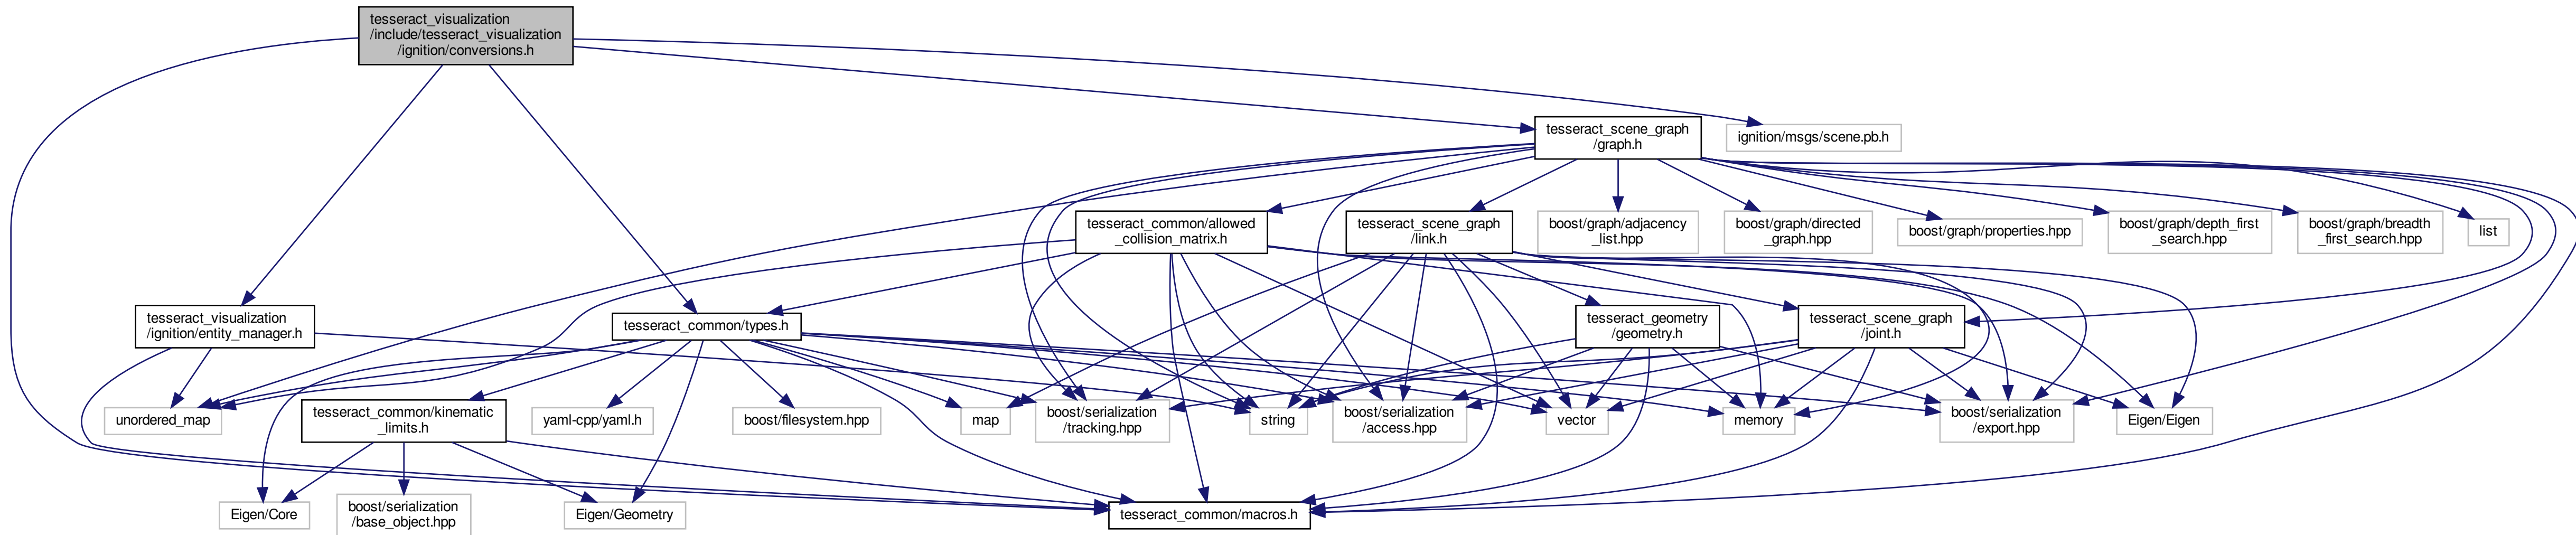 tesseract_visualization
/include/tesseract_visualization
/ignition/conversions.h
tesseract_scene_graph
/graph.h
ignition/msgs/scene.pb.h
tesseract_common/allowed
_collision_matrix.h
tesseract_scene_graph
/link.h
boost/graph/adjacency
_list.hpp
boost/graph/directed
_graph.hpp
boost/graph/properties.hpp
boost/graph/depth_first
_search.hpp
boost/graph/breadth
_first_search.hpp
list
tesseract_visualization
/ignition/entity_manager.h
tesseract_common/types.h
tesseract_geometry
/geometry.h
tesseract_scene_graph
/joint.h
unordered_map
tesseract_common/kinematic
_limits.h
yaml-cpp/yaml.h
boost/filesystem.hpp
map
boost/serialization
/tracking.hpp
string
boost/serialization
/access.hpp
vector
memory
boost/serialization
/export.hpp
Eigen/Eigen
Eigen/Core
boost/serialization
/base_object.hpp
Eigen/Geometry
tesseract_common/macros.h